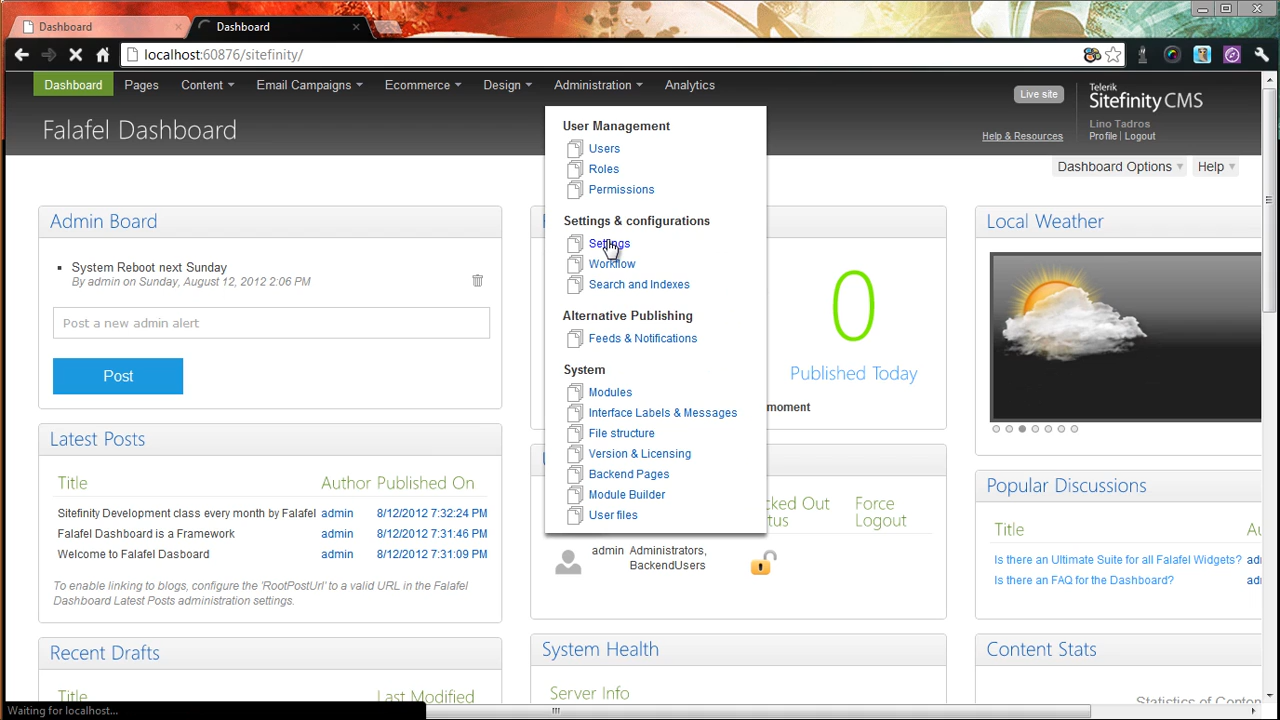 Dashboard
Dashboard
localhost:60876/sitefinity/
Dashboard
Pages
Content
Email Campaigns
Ecommerce
Design
Administration
Analytics
Live site
Telerik
Sitefinity CMS
Lino Tadros
Profile | Logout
Help & Resources
Falafel Dashboard
Dashboard Options
Help
User Management
Users
Roles
Permissions
Settings & configurations
Settings
Workflow
Search and Indexes
Alternative Publishing
Feeds & Notifications
System
Modules
Interface Labels & Messages
File structure
Version & Licensing
Backend Pages
Module Builder
User files
Admin Board
System Reboot next Sunday
By admin on Sunday, August 12, 2012 2:06 PM
Post a new admin alert
Post
Latest Posts
Title Author Published On
Sitefinity Development class every month by Falafel admin 8/12/2012 7:32:24 PM
Falafel Dashboard is a Framework admin 8/12/2012 7:31:46 PM
Welcome to Falafel Dasboard admin 8/12/2012 7:31:09 PM
To enable linking to blogs, configure the 'RootPostUrl' to a valid URL in the Falafel
Dashboard Latest Posts administration settings.
Recent Drafts
Title Last Modified
0
Published Today
moment
Force
Logout
admin Administrators,
BackendUsers
System Health
Server Info
Local Weather
Popular Discussions
Title
Is there an Ultimate Suite for all Falafel Widgets?
Is there an FAQ for the Dashboard?
Content Stats
Statistics of Conten
Waiting for localhost...